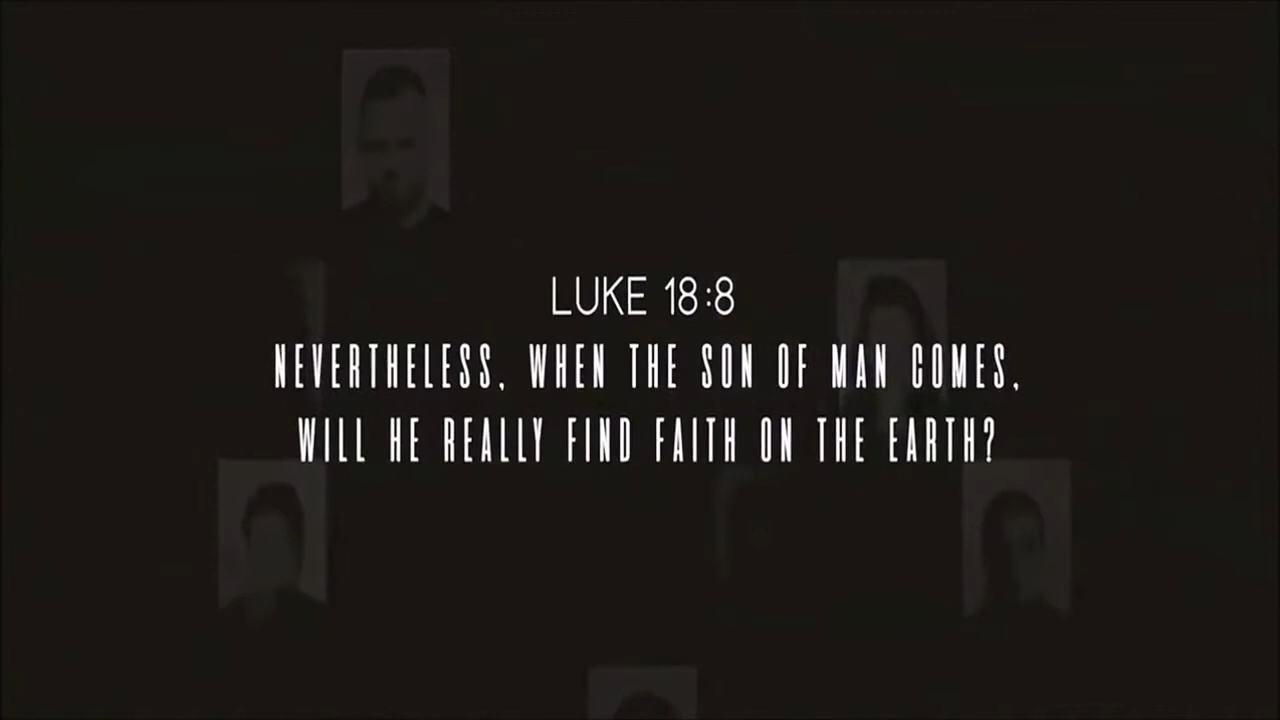 LUKE 18:8
NEVERTHELESS, WHEN THE SON OF MAN COMES,
WILL HE REALLY FIND FAITH ON THE EARTH?